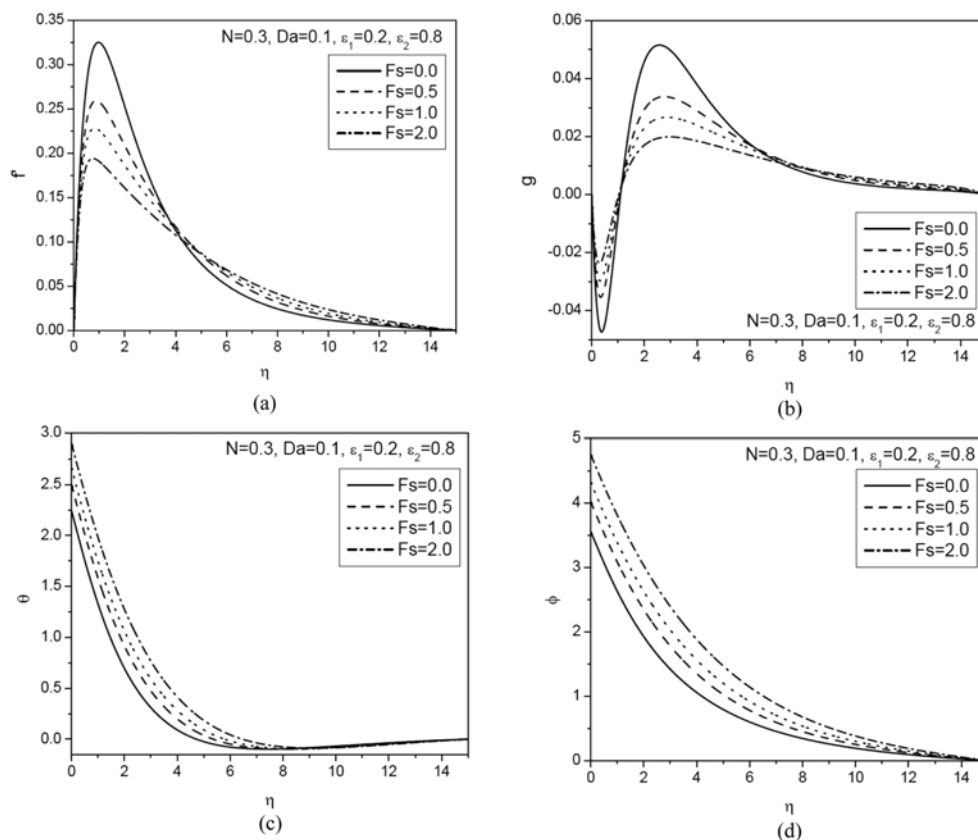 0.35
0.30
0.25
0.20
0.15
0.10
0.05
0.00
f'
N=0.3, Da=0.1, ε₁=0.2, ε₂=0.8
Fs=0.0
Fs=0.5
Fs=1.0
Fs=2.0
0 2 4 6 8 10 12 14
η
(a)
0.06
0.04
0.02
0.00
-0.02
-0.04
g
Fs=0.0
Fs=0.5
Fs=1.0
Fs=2.0
N=0.3, Da=0.1, ε₁=0.2, ε₂=0.8
0 2 4 6 8 10 12 14
η
(b)
3.0
2.5
2.0
1.5
1.0
0.5
0.0
θ
N=0.3, Da=0.1, ε₁=0.2, ε₂=0.8
Fs=0.0
Fs=0.5
Fs=1.0
Fs=2.0
0 2 4 6 8 10 12 14
η
(c)
5
4
3
2
1
0
ϕ
N=0.3, Da=0.1, ε₁=0.2, ε₂=0.8
Fs=0.0
Fs=0.5
Fs=1.0
Fs=2.0
0 2 4 6 8 10 12 14
η
(d)